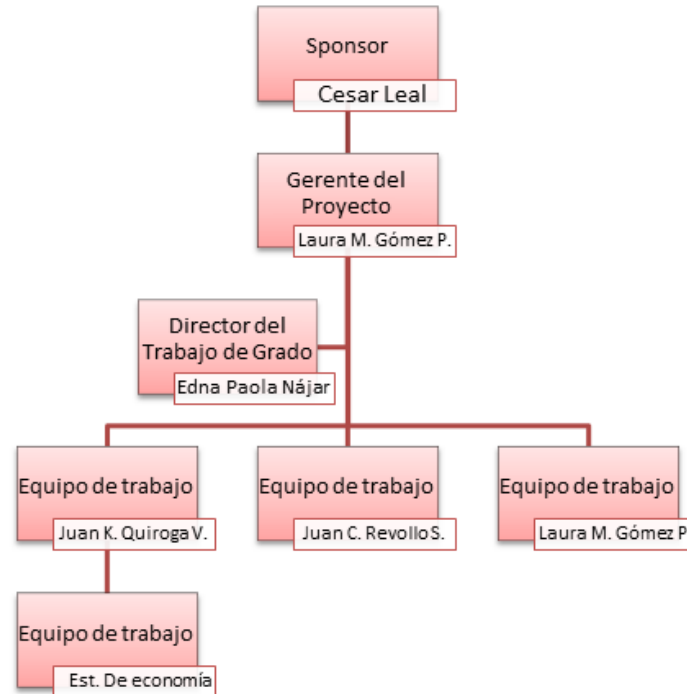 Sponsor
Cesar Leal
Gerente del
Proyecto
Laura M. Gómez P.
Director del
Trabajo de Grado
Edna Paola Nájar
Equipo de trabajo
Juan K. Quiroga V.
Equipo de trabajo
Juan C. Revollo S.
Equipo de trabajo
Laura M. Gómez P
Equipo de trabajo
Est. De economía